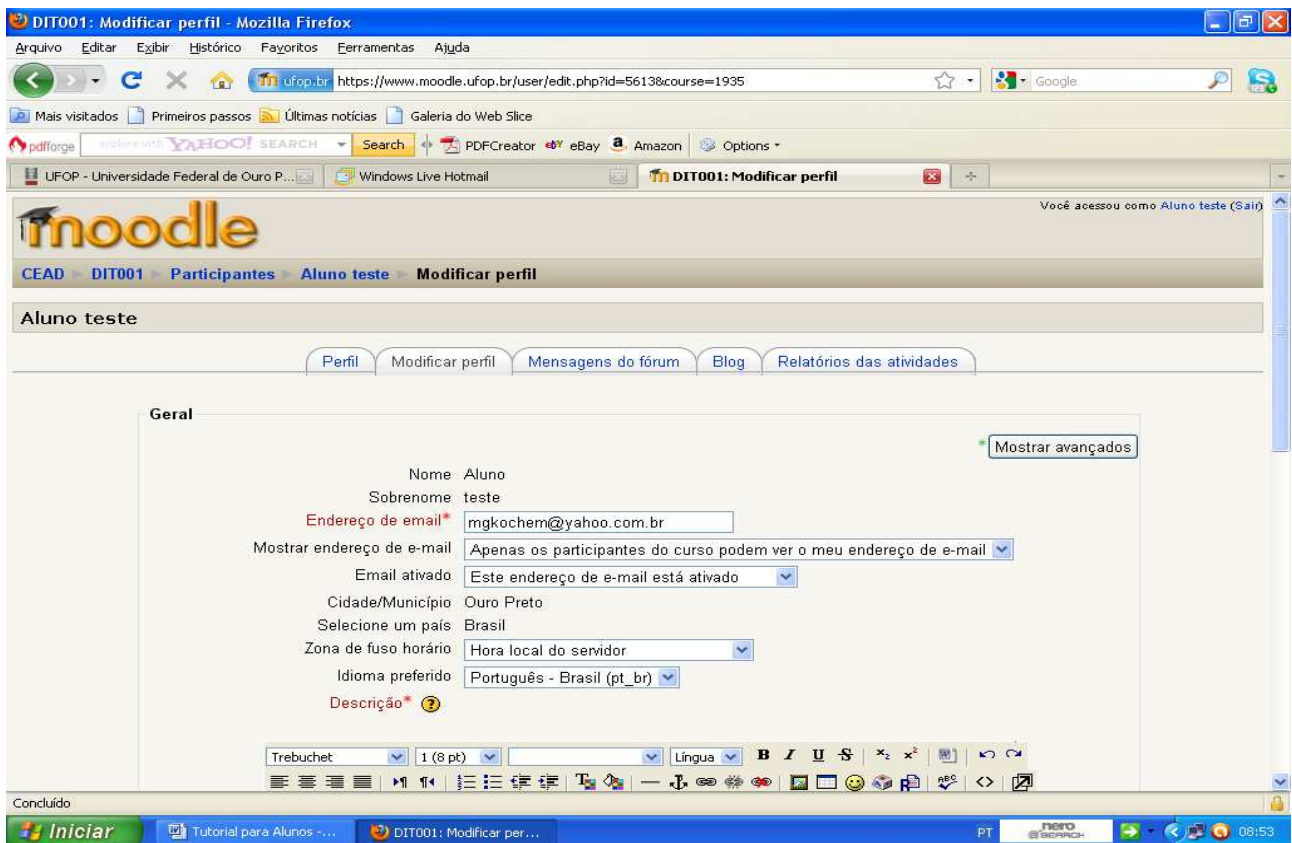 DIT001: Modificar perfil - Mozilla Firefox
Arquivo Editar Exibir Histórico Favoritos Ferramentas Ajuda
ufop.br https://www.moodle.ufop.br/user/edit.php?id=5613&course=1935 Google
Mais visitados Primeiros passos Últimas notícias Galeria do Web Slice
pdfforge YAHOO! SEARCH Search PDFCreator eBay Amazon Options
UFOP - Universidade Federal de Ouro P... Windows Live Hotmail DIT001: Modificar perfil
Você acessou como Aluno teste (Sair)
moodle
CEAD DIT001 Participantes Aluno teste Modificar perfil
Aluno teste
Perfil Modificar perfil Mensagens do fórum Blog Relatórios das atividades
Geral
* Mostrar avançados
Nome Aluno
Sobrenome teste
Endereço de email* mgkochem@yahoo.com.br
Mostrar endereço de e-mail Apenas os participantes do curso podem ver o meu endereço de e-mail
Email ativado Este endereço de e-mail está ativado
Cidade/Município Ouro Preto
Selecione um país Brasil
Zona de fuso horário Hora local do servidor
Idioma preferido Português - Brasil (pt_br)
Descrição* ?
Trebuchet 1 (8 pt) Língua B I U S x₂ x²
Concluído
Iniciar Tutorial para Alunos -... DIT001: Modificar per... PT nero SEARCH 08:53